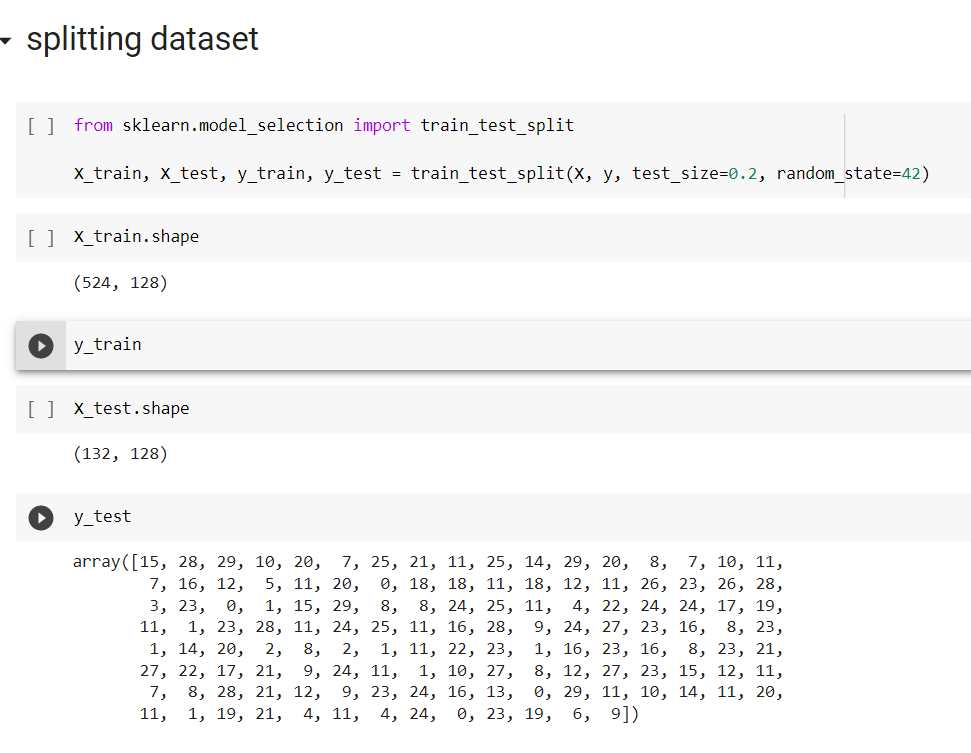 splitting dataset
[ ] from sklearn.model_selection import train_test_split
X_train, X_test, y_train, y_test = train_test_split(X, y, test_size=0.2, random_state=42)
[ ] X_train.shape
(524, 128)
y_train
[ ] X_test.shape
(132, 128)
y_test
array([15, 28, 29, 10, 20,  7, 25, 21, 11, 25, 14, 29, 20,  8,  7, 10, 11,
        7, 16, 12,  5, 11, 20,  0, 18, 18, 11, 18, 12, 11, 26, 23, 26, 28,
        3, 23,  0,  1, 15, 29,  8,  8, 24, 25, 11,  4, 22, 24, 24, 17, 19,
       11,  1, 23, 28, 11, 24, 25, 11, 16, 28,  9, 24, 27, 23, 16,  8, 23,
        1, 14, 20,  2,  8,  2,  1, 11, 22, 23,  1, 16, 23, 16,  8, 23, 21,
       27, 22, 17, 21,  9, 24, 11,  1, 10, 27,  8, 12, 27, 23, 15, 12, 11,
        7,  8, 28, 21, 12,  9, 23, 24, 16, 13,  0, 29, 11, 10, 14, 11, 20,
       11,  1, 19, 21,  4, 11,  4, 24,  0, 23, 19,  6,  9])